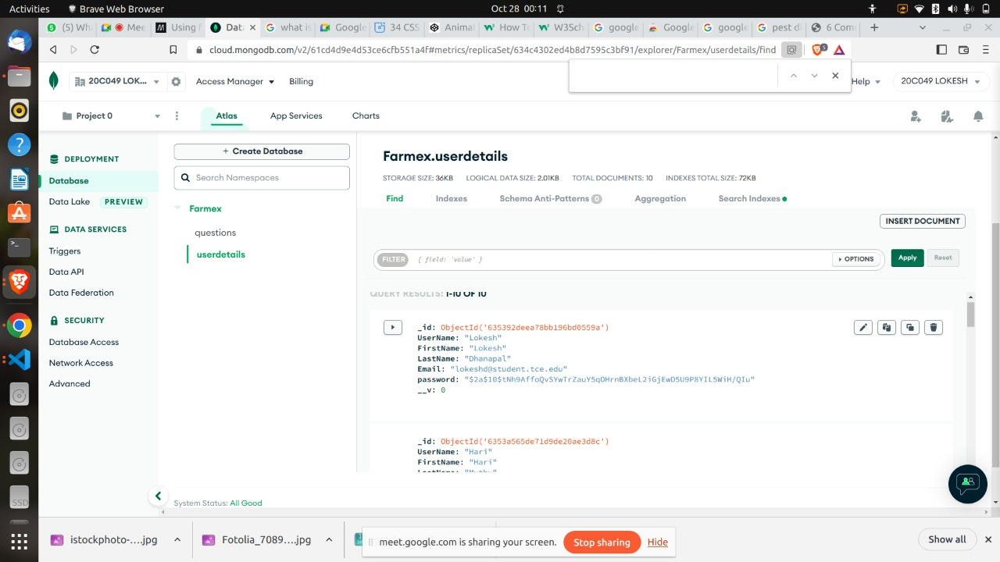 Activities Brave Web Browser Oct 28 00:11
(5) Wha Mee Using F Data what is Google 34 CSS Animat How To W3Sch google Google google pest di 6 Com
cloud.mongodb.com/v2/61cd4d9e4d53ce6cfb551a4f#metrics/replicaSet/634c4302ed4b8d7595c3bf91/explorer/Farmex/userdetails/find 5
20C049 LOK... Access Manager Billing Help 20C049 LOKESH
Project 0 Atlas App Services Charts
DEPLOYMENT
Database
Data Lake PREVIEW
DATA SERVICES
Triggers
Data API
Data Federation
SECURITY
Database Access
Network Access
Advanced
+ Create Database
Search Namespaces
Farmex
questions
userdetails
Farmex.userdetails
STORAGE SIZE: 36KB LOGICAL DATA SIZE: 2.01KB TOTAL DOCUMENTS: 10 INDEXES TOTAL SIZE: 72KB
Find Indexes Schema Anti-Patterns 0 Aggregation Search Indexes
INSERT DOCUMENT
FILTER { field: 'value' } OPTIONS Apply Reset
QUERY RESULTS: 1-10 OF 10
_id: ObjectId('635392deea78bb196bd0559a')
UserName: "Lokesh"
FirstName: "Lokesh"
LastName: "Dhanapal"
Email: "lokeshd@student.tce.edu"
password: "$2a$10$tNh9AffoQvSYwTrZauY5qOHrnBXbeL2iGjEwD5U9P8YIL5WiH/QIu"
__v: 0
_id: ObjectId('6353a565de71d9de20ae3d8c')
UserName: "Hari"
FirstName: "Hari"
LastName: "Muthu"
System Status: All Good
SSD
istockphoto-....jpg Fotolia_7089....jpg meet.google.com is sharing your screen. Stop sharing Hide Show all